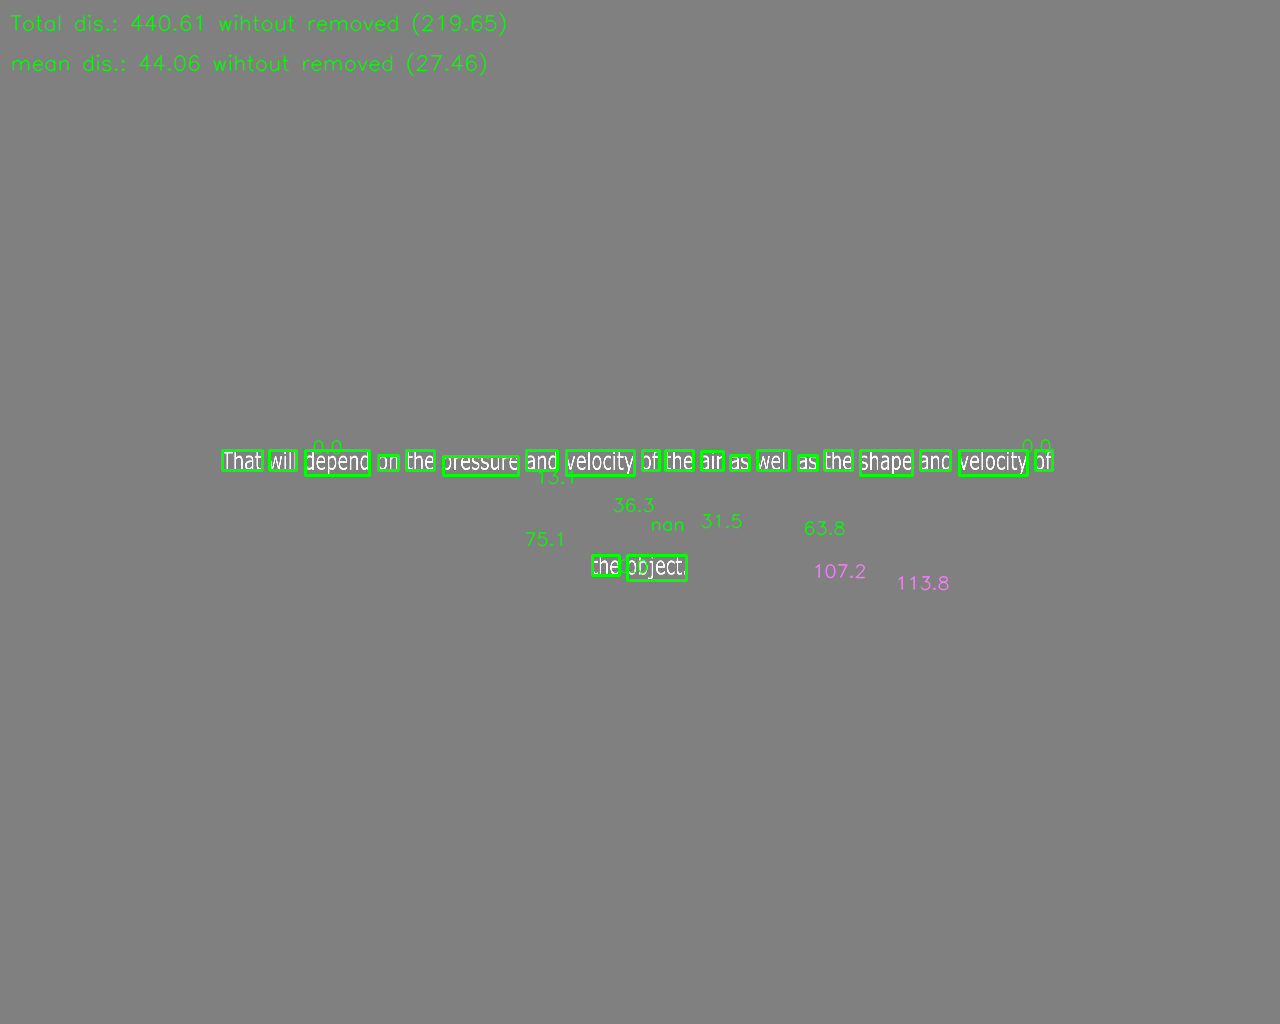 Total dis.: 440.61 wihtout removed (219.65)
mean dis.: 44.06 wihtout removed (27.46)
0.0 0.0
That will depend on the pressure and velocity of the air as well as the shape and velocity of
36.3
nan 31.5 63.8
75.1
the object.
107.2
113.8